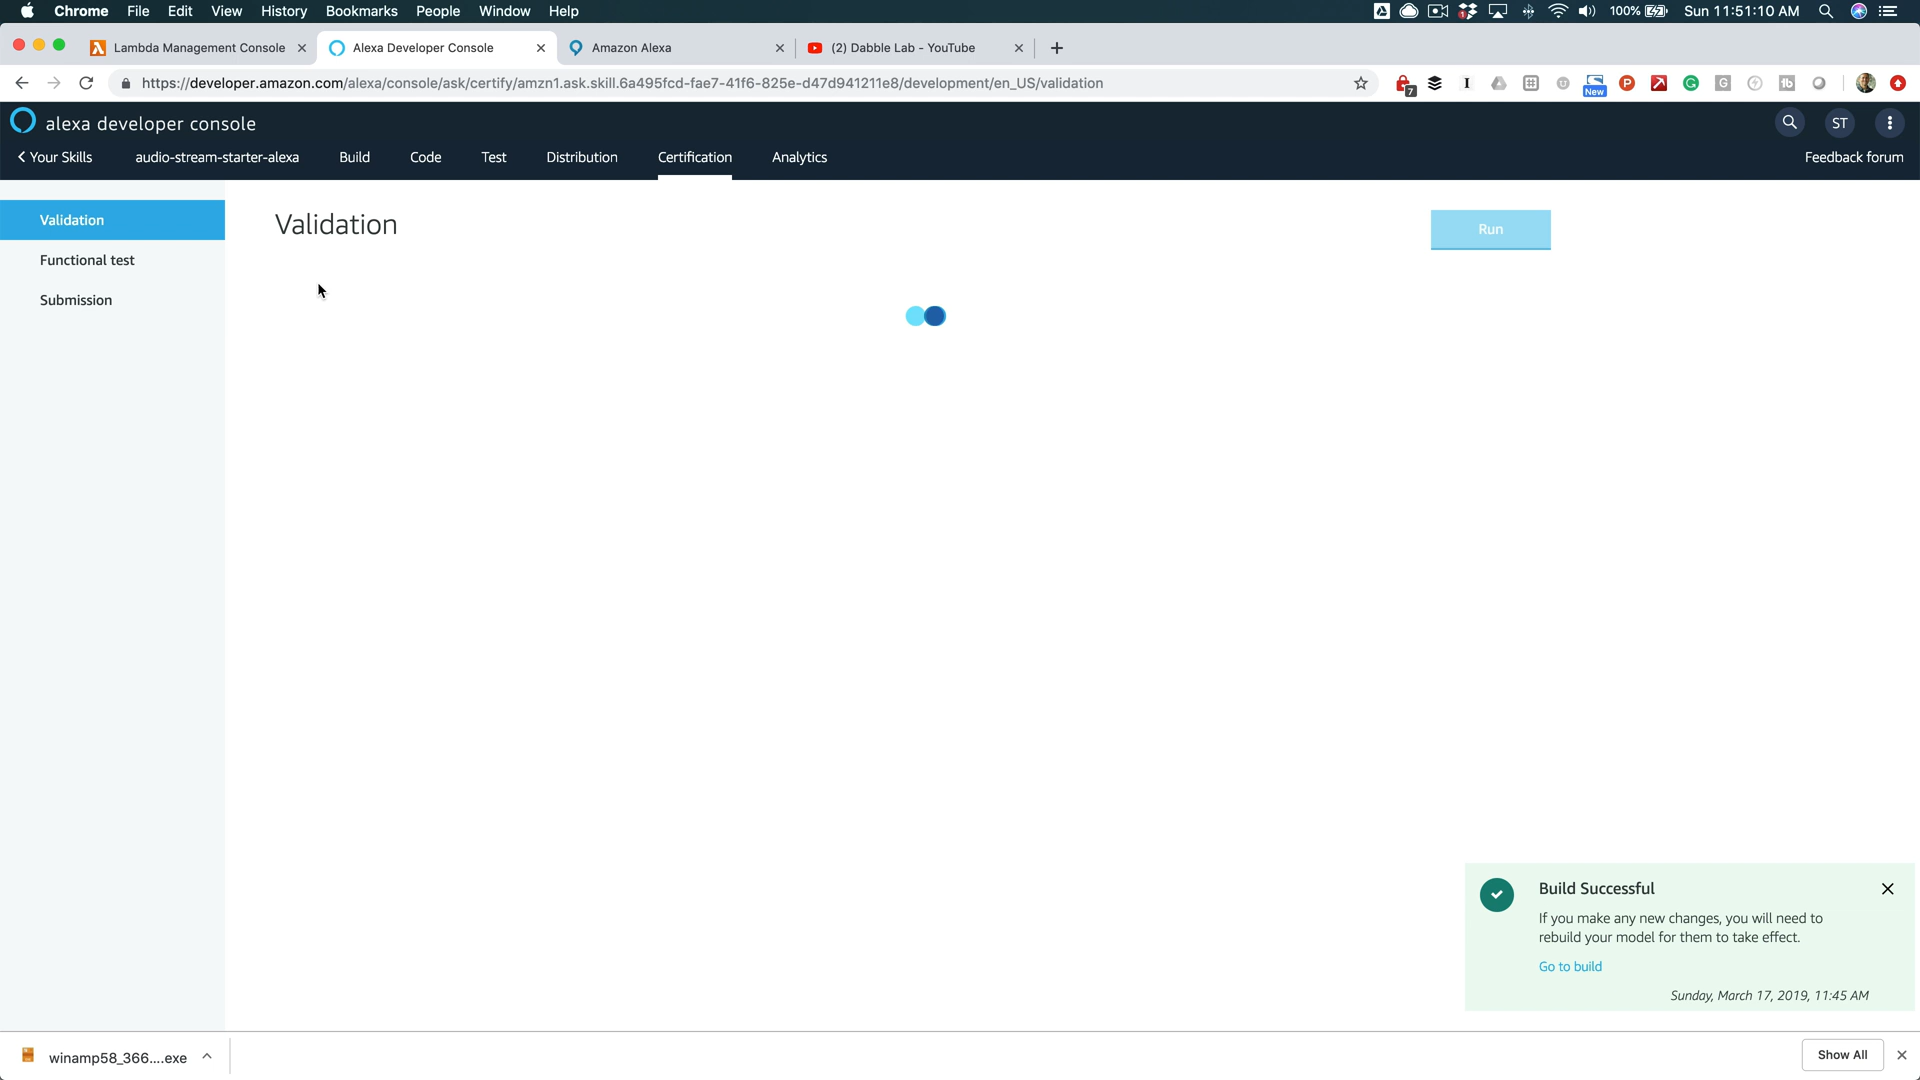 Chrome File Edit View History Bookmarks People Window Help 100% Sun 11:51:10 AM
Lambda Management Console Alexa Developer Console Amazon Alexa (2) Dabble Lab - YouTube
https://developer.amazon.com/alexa/console/ask/certify/amzn1.ask.skill.6a495fcd-fae7-41f6-825e-d47d941211e8/development/en_US/validation
7
New
alexa developer console
ST
Your Skills audio-stream-starter-alexa Build Code Test Distribution Certification Analytics Feedback forum
Validation
Functional test
Submission
Validation
Run
Build Successful
If you make any new changes, you will need to
rebuild your model for them to take effect.
Go to build
Sunday, March 17, 2019, 11:45 AM
winamp58_366....exe
Show All